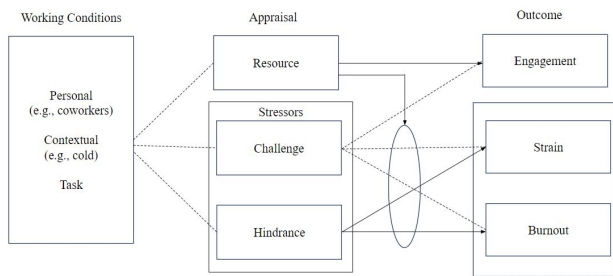 Working Conditions
Appraisal
Outcome
Personal
(e.g., coworkers)
Contextual
(e.g., cold)
Task
Resource
Stressors
Challenge
Hindrance
Engagement
Strain
Burnout